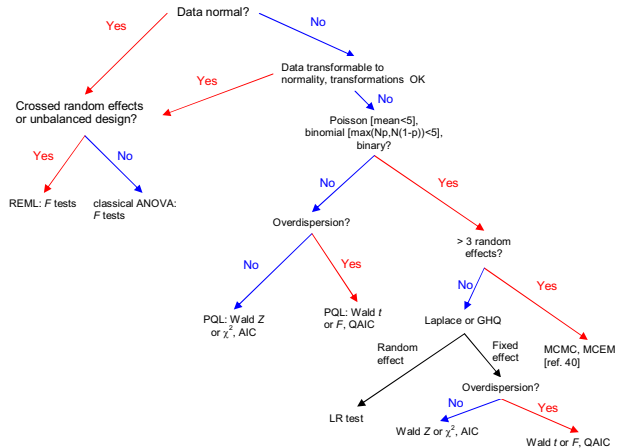 Data normal?
Yes
No
Data transformable to
normality, transformations OK
Yes
No
Crossed random effects
or unbalanced design?
Poisson [mean<5],
binomial [max(Np,N(1-p))<5],
binary?
Yes
No
No
Yes
REML: F tests
classical ANOVA:
F tests
Overdispersion?
> 3 random
effects?
No
Yes
No
Yes
PQL: Wald Z
or χ², AIC
PQL: Wald t
or F, QAIC
Laplace or GHQ
MCMC, MCEM
[ref. 40]
Random
effect
Fixed
effect
Overdispersion?
LR test
No
Yes
Wald Z or χ², AIC
Wald t or F, QAIC